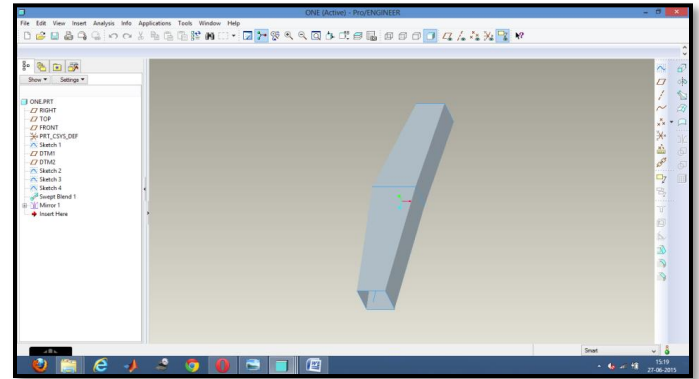 ONE (Active) - Pro/ENGINEER
File Edit View Insert Analysis Info Applications Tools Window Help
Show Settings
ONE.PRT
RIGHT
TOP
FRONT
PRT_CSYS_DEF
Sketch 1
DTM1
DTM2
Sketch 2
Sketch 3
Sketch 4
Swept Blend 1
Mirror 1
Insert Here
Smart
15:19
27-06-2015